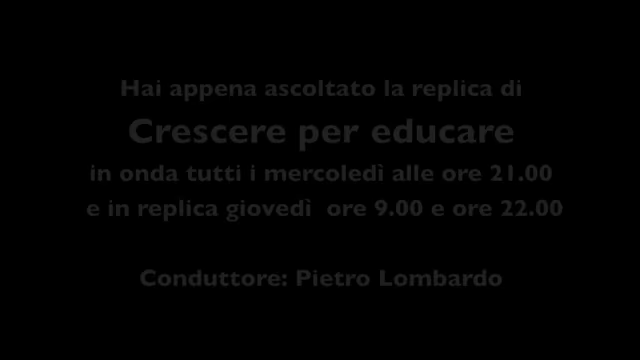 Hai appena ascoltato la replica di
Crescere per educare
in onda tutti i mercoledì alle ore 21.00
e in replica giovedì ore 9.00 e ore 22.00
Conduttore: Pietro Lombardo